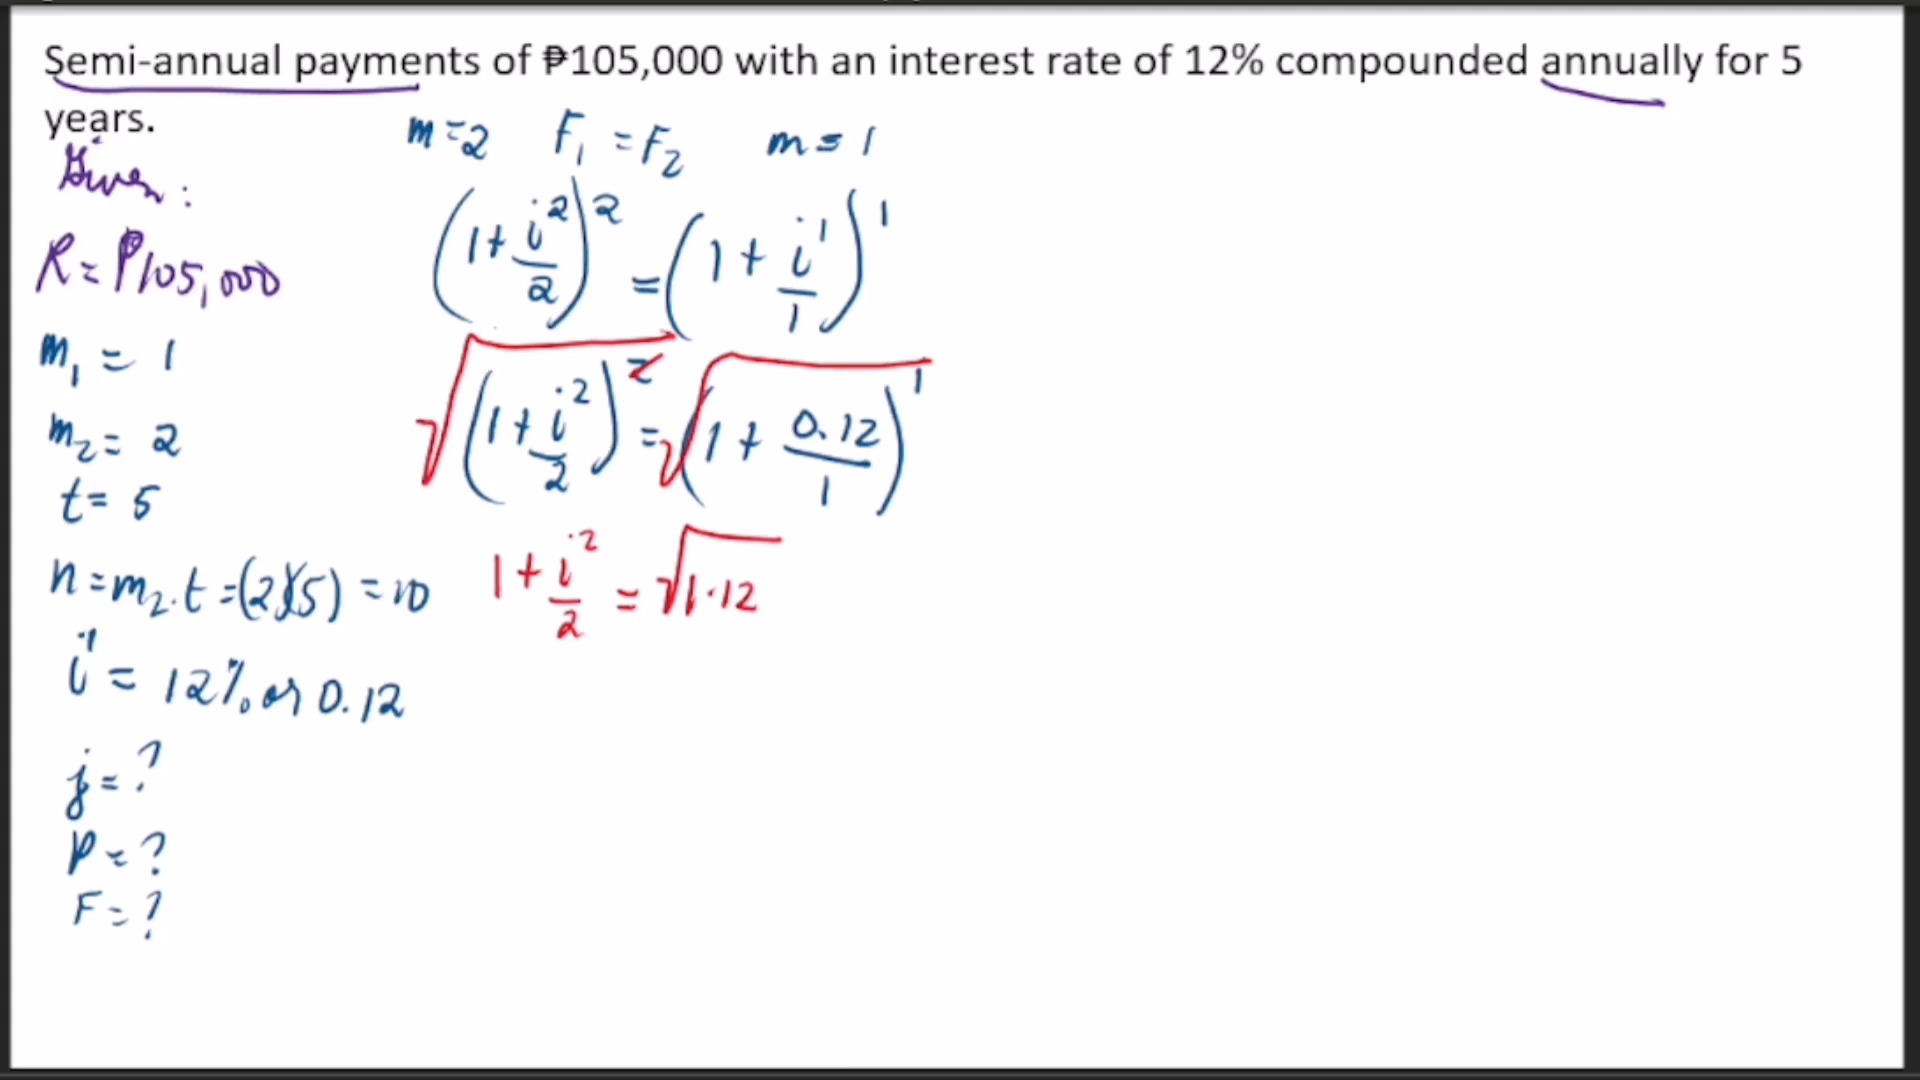 Semi-annual payments of ₱105,000 with an interest rate of 12% compounded annually for 5
years.
Given:
R = ₱105,000
m₁ = 1
m₂ = 2
t = 5
n = m₂·t = (2)(5) = 10
i¹ = 12% or 0.12
j = ?
P = ?
F = ?
m = 2 F₁ = F₂ m = 1
(1 + i²/2)² = (1 + i¹/1)¹
√(1 + i²/2)² = √(1 + 0.12/1)¹
1 + i²/2 = √1.12